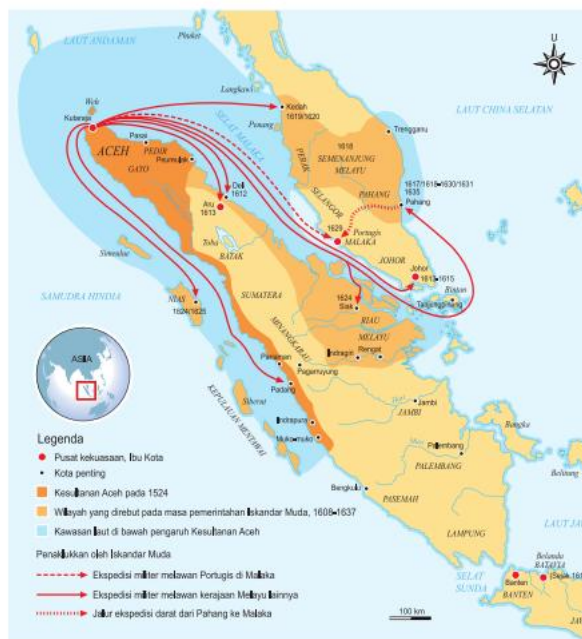 LAUT ANDAMAN
Phuket
U
Langkawi
LAUT CHINA SELATAN
Weh
Kutaraja
Kedah
1619/1620
Penang
SELAT MALAKA
Trengganu
ACEH
Pasai
PEDIR
GAYO
Peureulak
PERAK
1618
SEMENANJUNG
MELAYU
Deli
1612
Aru
1613
SELANGOR
PAHANG
1617/1618-1630/1631
1635
Pahang
1629
Portugis
MALAKA
Toba
BATAK
Simeulue
JOHOR
Johor
1613-1615
SAMUDRA HINDIA
NIAS
1624/1625
SUMATERA
1624
Siak
Bintan
Tanjungpinang
RIAU
MELAYU
ASIA
MINANGKABAU
Indragiri
Rengat
Pariaman
Pagarruyung
Padang
Siberut
KEPULAUAN MENTAWAI
Jambi
JAMBI
Indrapura
Muko-muko
Bangka
Palembang
PALEMBANG
Belitung
Bengkulu
PASEMAH
LAMPUNG
LAUT JA
SELAT
SUNDA
Banten
BANTEN
Belanda
BATAVIA
100 km
Legenda
Pusat kekuasaan, Ibu Kota
Kota penting
Kesultanan Aceh pada 1524
Wilayah yang direbut pada masa pemerintahan Iskandar Muda, 1608-1637
Kawasan laut di bawah pengaruh Kesultanan Aceh
Penaklukkan oleh Iskandar Muda
Ekspedisi militer melawan Portugis di Malaka
Ekspedisi militer melawan kerajaan Melayu lainnya
Jalur ekspedisi darat dari Pahang ke Malaka